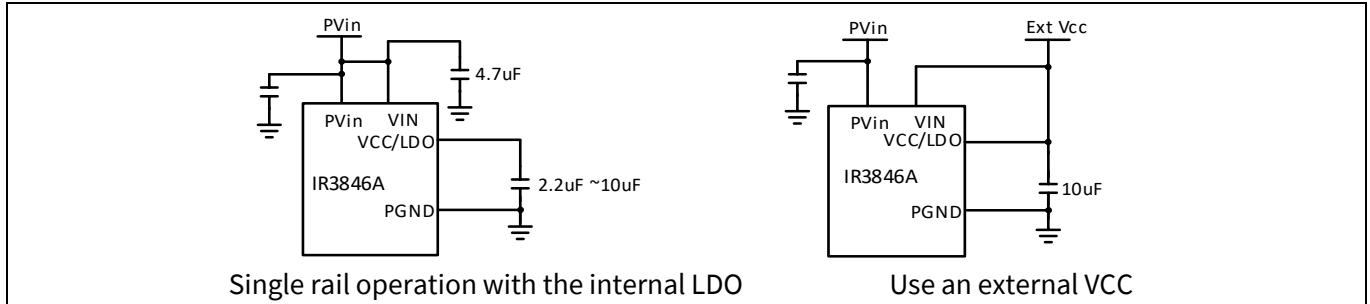 PVin
4.7uF
PVin VIN
VCC/LDO
IR3846A
2.2uF ~10uF
PGND
Single rail operation with the internal LDO
PVin Ext Vcc
PVin VIN
VCC/LDO
IR3846A
10uF
PGND
Use an external VCC